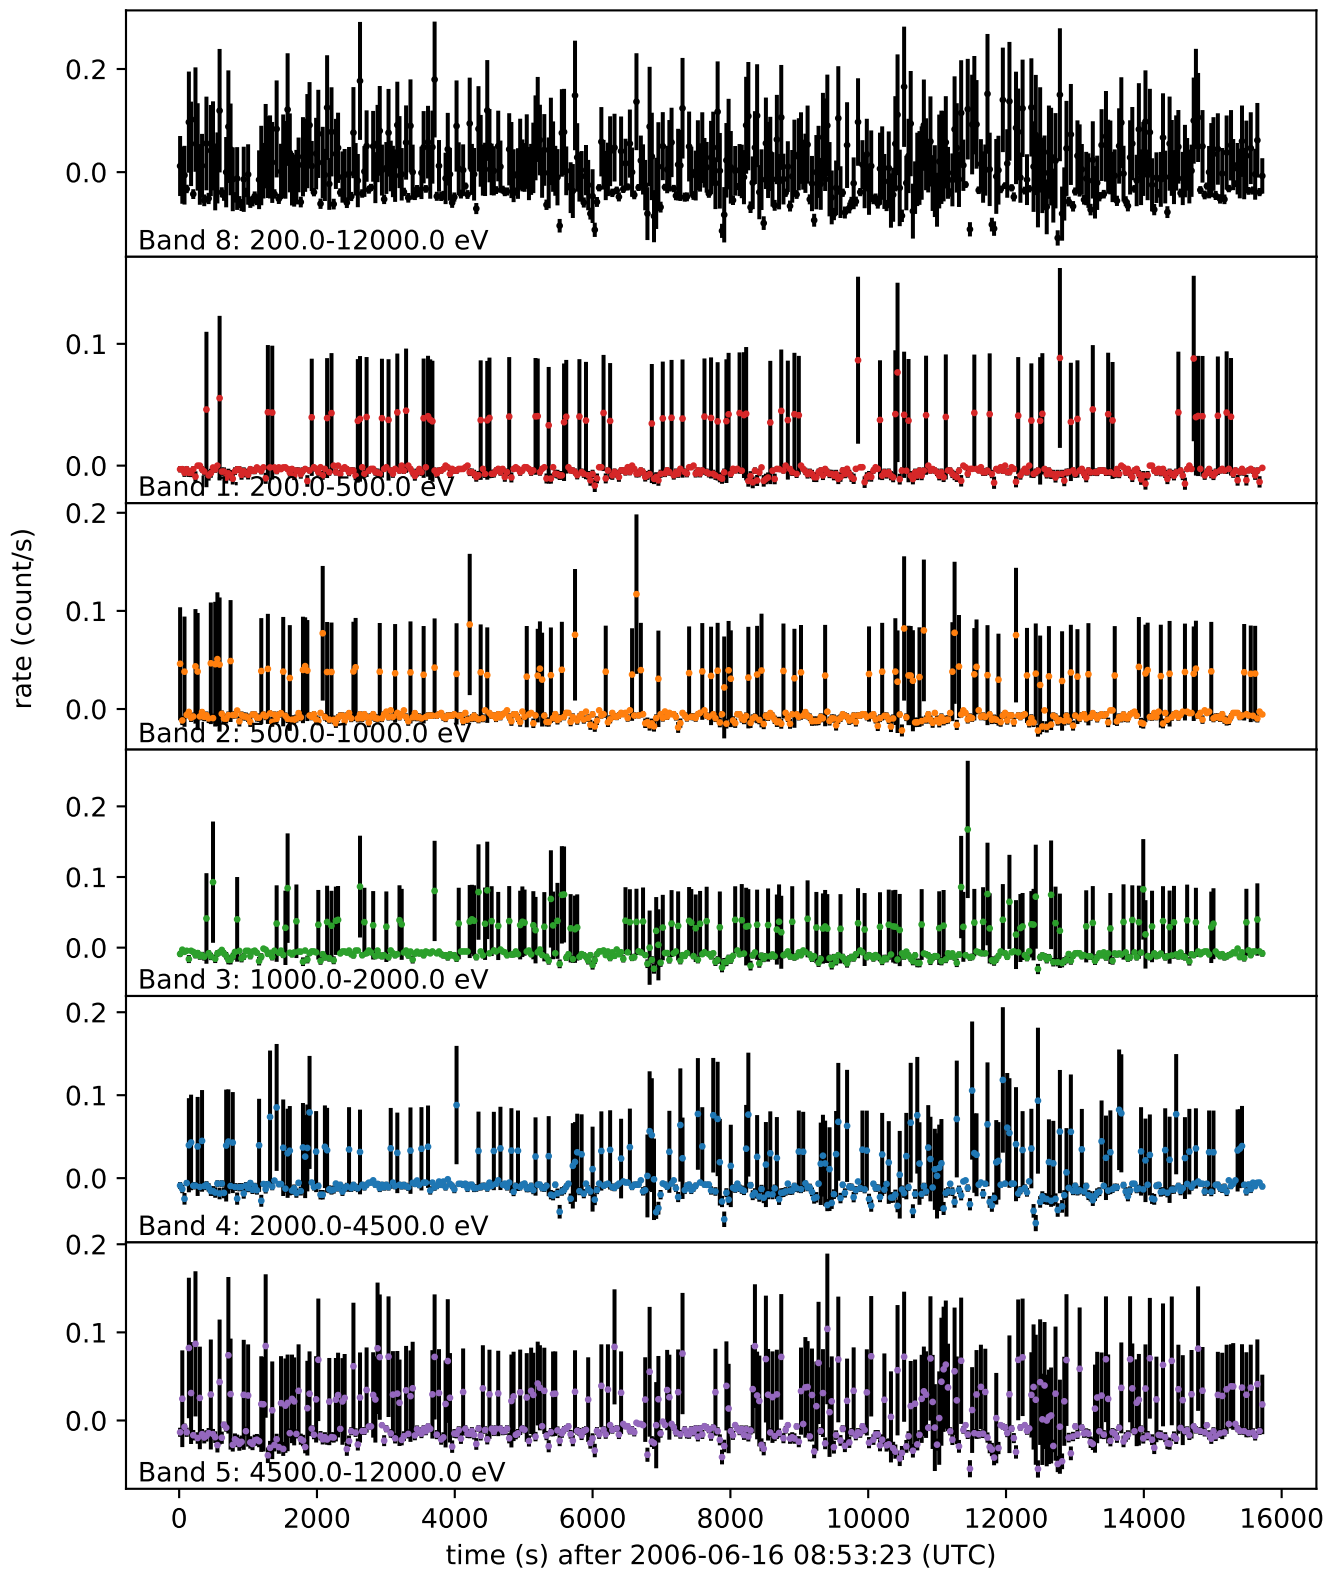 0.2
0.0
Band 8: 200.0-12000.0 eV
0.1
0.0
Band 1: 200.0-500.0 eV
0.2
0.1
0.0
Band 2: 500.0-1000.0 eV
rate (count/s)
0.2
0.1
0.0
Band 3: 1000.0-2000.0 eV
0.2
0.1
0.0
Band 4: 2000.0-4500.0 eV
0.2
0.1
0.0
Band 5: 4500.0-12000.0 eV
0 2000 4000 6000 8000 10000 12000 14000 16000
time (s) after 2006-06-16 08:53:23 (UTC)